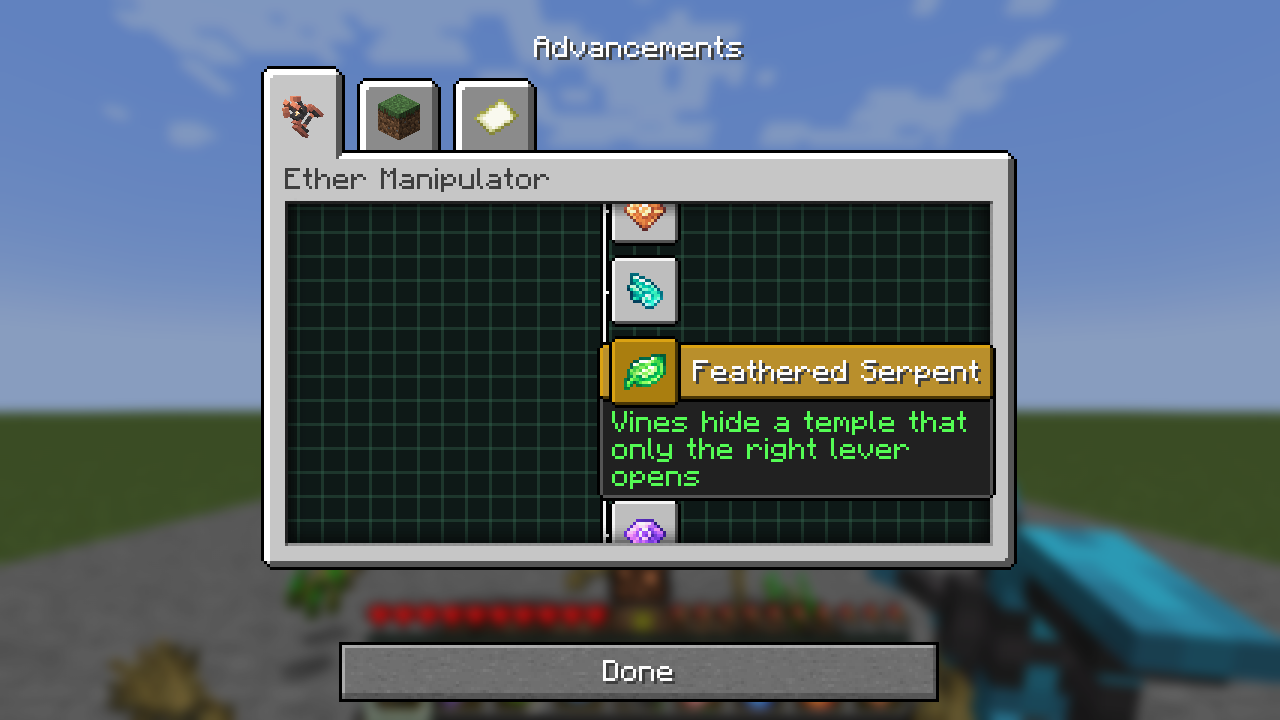 Advancements
Ether Manipulator
Feathered Serpent
Vines hide a temple that
only the right lever
opens
Done